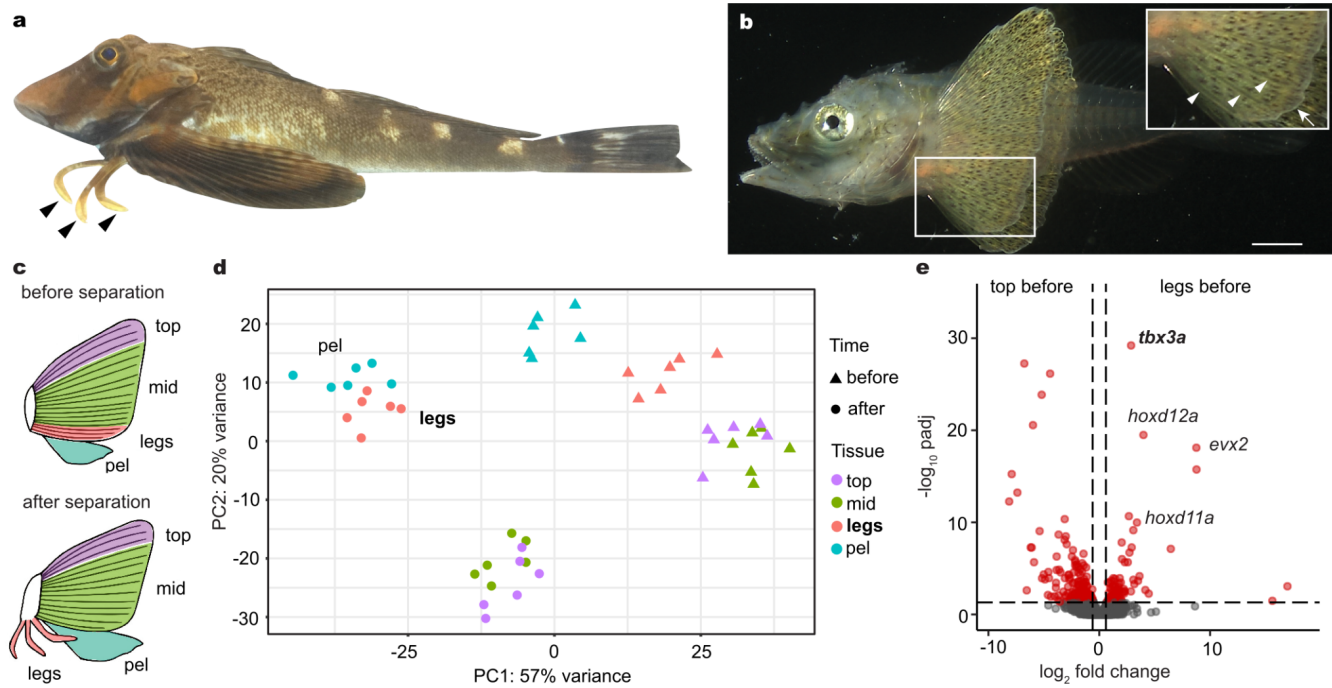 a
b
c
before separation
top
mid
legs
pel
after separation
top
mid
legs
pel
d
PC2: 20% variance
20
10
0
-10
-20
-30
-25
0
25
PC1: 57% variance
pel
legs
Time
before
after
Tissue
top
mid
legs
pel
e
top before
legs before
-log10 padj
30
20
10
0
-10
0
10
log2 fold change
tbx3a
hoxd12a
evx2
hoxd11a